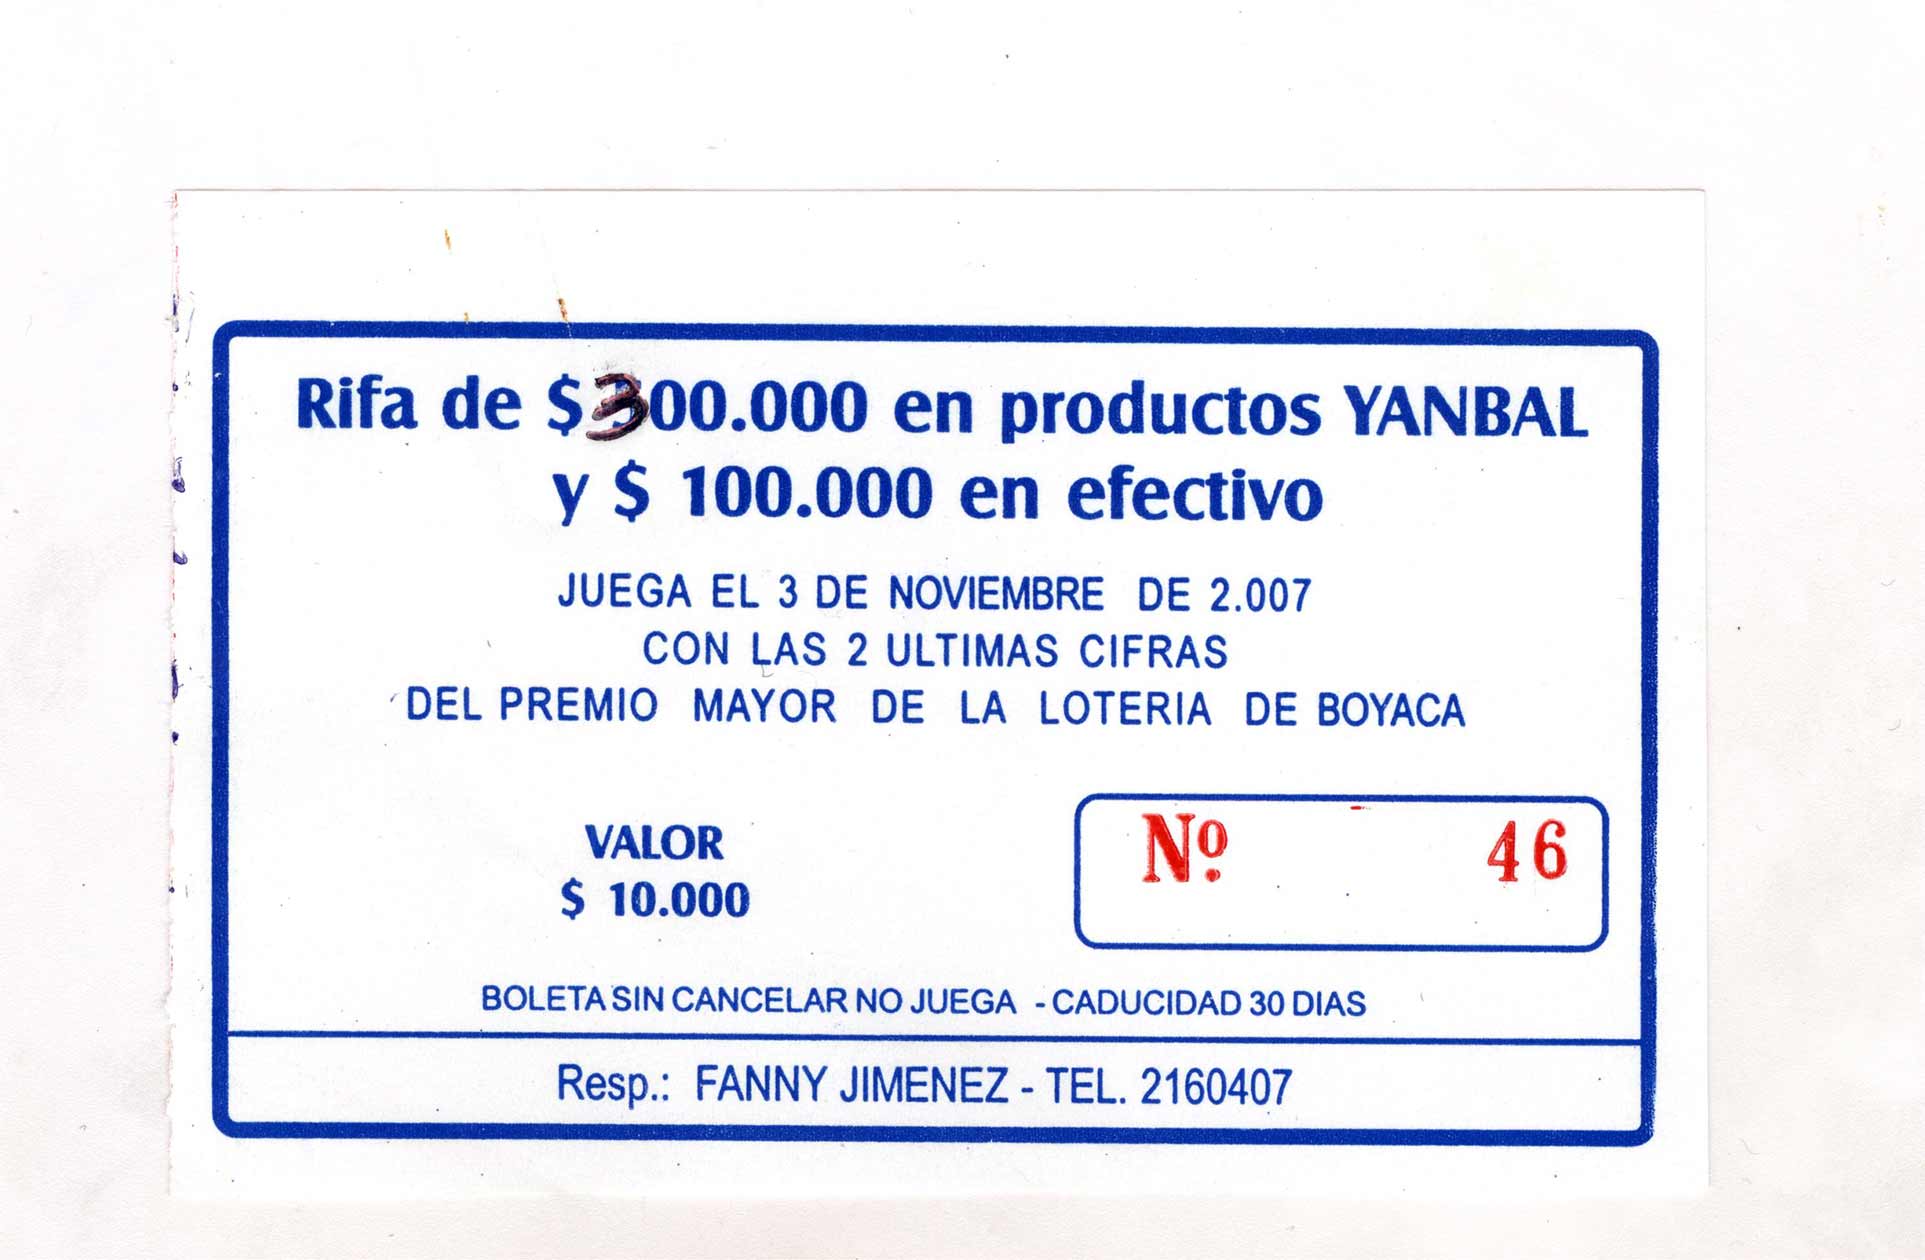 Rifa de $300.000 en productos YANBAL
y $ 100.000 en efectivo
JUEGA EL 3 DE NOVIEMBRE DE 2.007
CON LAS 2 ULTIMAS CIFRAS
DEL PREMIO MAYOR DE LA LOTERIA DE BOYACA
VALOR
$ 10.000
Nº. 46
BOLETA SIN CANCELAR NO JUEGA - CADUCIDAD 30 DIAS
Resp.: FANNY JIMENEZ - TEL. 2160407